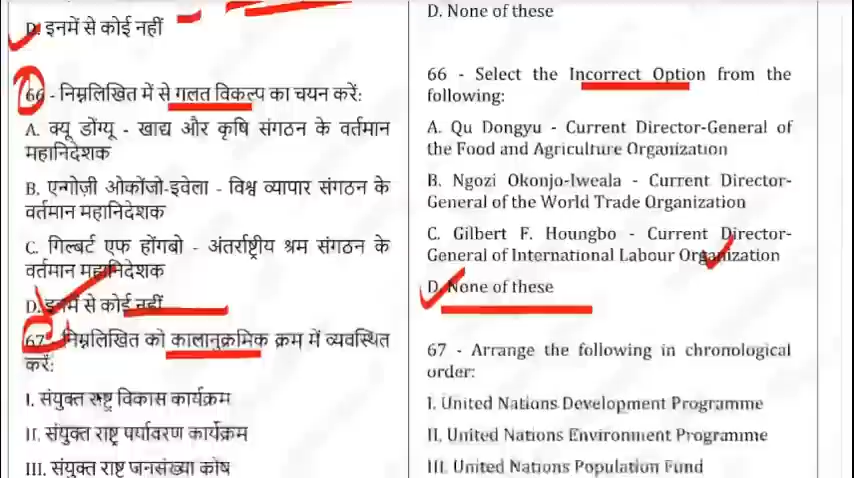 D. इनमें से कोई नहीं
66 - निम्नलिखित में से गलत विकल्प का चयन करें:
A. क्यू डोंग्यू - खाद्य और कृषि संगठन के वर्तमान
महानिदेशक
B. एन्गोज़ी ओकोंजो-इवेला - विश्व व्यापार संगठन के
वर्तमान महानिदेशक
C. गिल्बर्ट एफ होंगबो - अंतर्राष्ट्रीय श्रम संगठन के
वर्तमान महानिदेशक
D. इनमें से कोई नहीं
67 - निम्नलिखित को कालानुक्रमिक क्रम में व्यवस्थित
करें:
I. संयुक्त राष्ट्र विकास कार्यक्रम
II. संयुक्त राष्ट्र पर्यावरण कार्यक्रम
III. संयुक्त राष्ट्र जनसंख्या कोष
D. None of these
66 - Select the Incorrect Option from the
following:
A. Qu Dongyu - Current Director-General of
the Food and Agriculture Organization
B. Ngozi Okonjo-Iweala - Current Director-
General of the World Trade Organization
C. Gilbert F. Houngbo - Current Director-
General of International Labour Organization
D. None of these
67 - Arrange the following in chronological
order:
I. United Nations Development Programme
II. United Nations Environment Programme
III. United Nations Population Fund